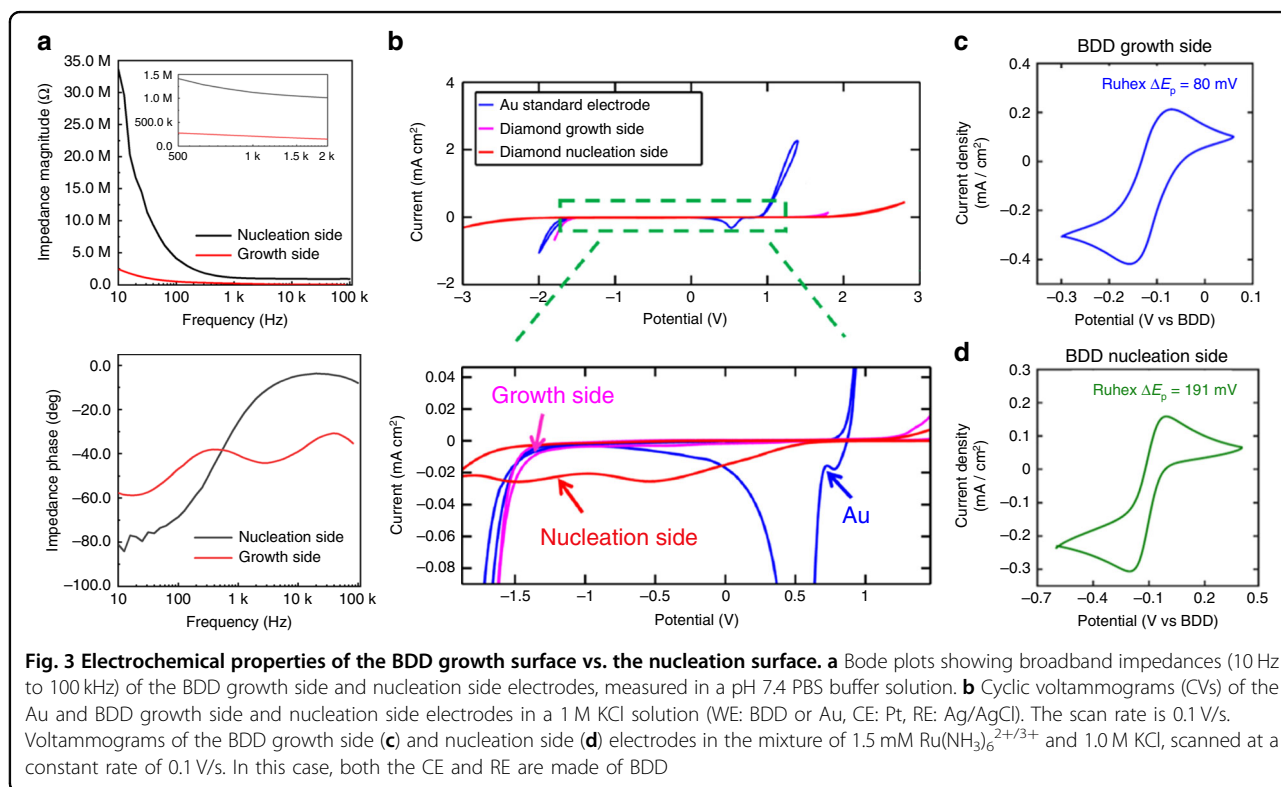 a
35.0 M
30.0 M
25.0 M
20.0 M
15.0 M
10.0 M
5.0 M
0.0
Impedance magnitude (Ω)
1.5 M
1.0 M
500.0 k
0.0
500
1 k
1.5 k
2 k
Nucleation side
Growth side
10
100
1 k
10 k
100 k
Frequency (Hz)
0.0
−20.0
−40.0
−60.0
−80.0
−100.0
Impedance phase (deg)
Nucleation side
Growth side
10
100
1 k
10 k
100 k
Frequency (Hz)
b
4
2
0
−2
Current (mA cm²)
Au standard electrode
Diamond growth side
Diamond nucleation side
−3
−2
−1
0
1
2
3
Potential (V)
0.04
0.02
0
−0.02
−0.04
−0.06
−0.08
Current (mA cm²)
Growth side
Nucleation side
Au
−1.5
−1
−0.5
0
0.5
1
Potential (V)
c
BDD growth side
Ruhex ΔEp = 80 mV
0.4
0.2
0
−0.2
−0.4
Current density
(mA / cm²)
−0.3
−0.2
−0.1
0
0.1
Potential (V vs BDD)
d
BDD nucleation side
Ruhex ΔEp = 191 mV
0.3
0.2
0.1
0
−0.1
−0.2
−0.3
Current density
(mA / cm²)
−0.7
−0.4
−0.1
0.2
0.5
Potential (V vs BDD)
Fig. 3 Electrochemical properties of the BDD growth surface vs. the nucleation surface. a Bode plots showing broadband impedances (10 Hz
to 100 kHz) of the BDD growth side and nucleation side electrodes, measured in a pH 7.4 PBS buffer solution. b Cyclic voltammograms (CVs) of the
Au and BDD growth side and nucleation side electrodes in a 1 M KCl solution (WE: BDD or Au, CE: Pt, RE: Ag/AgCl). The scan rate is 0.1 V/s.
Voltammograms of the BDD growth side (c) and nucleation side (d) electrodes in the mixture of 1.5 mM Ru(NH₃)₆²⁺/³⁺ and 1.0 M KCl, scanned at a
constant rate of 0.1 V/s. In this case, both the CE and RE are made of BDD